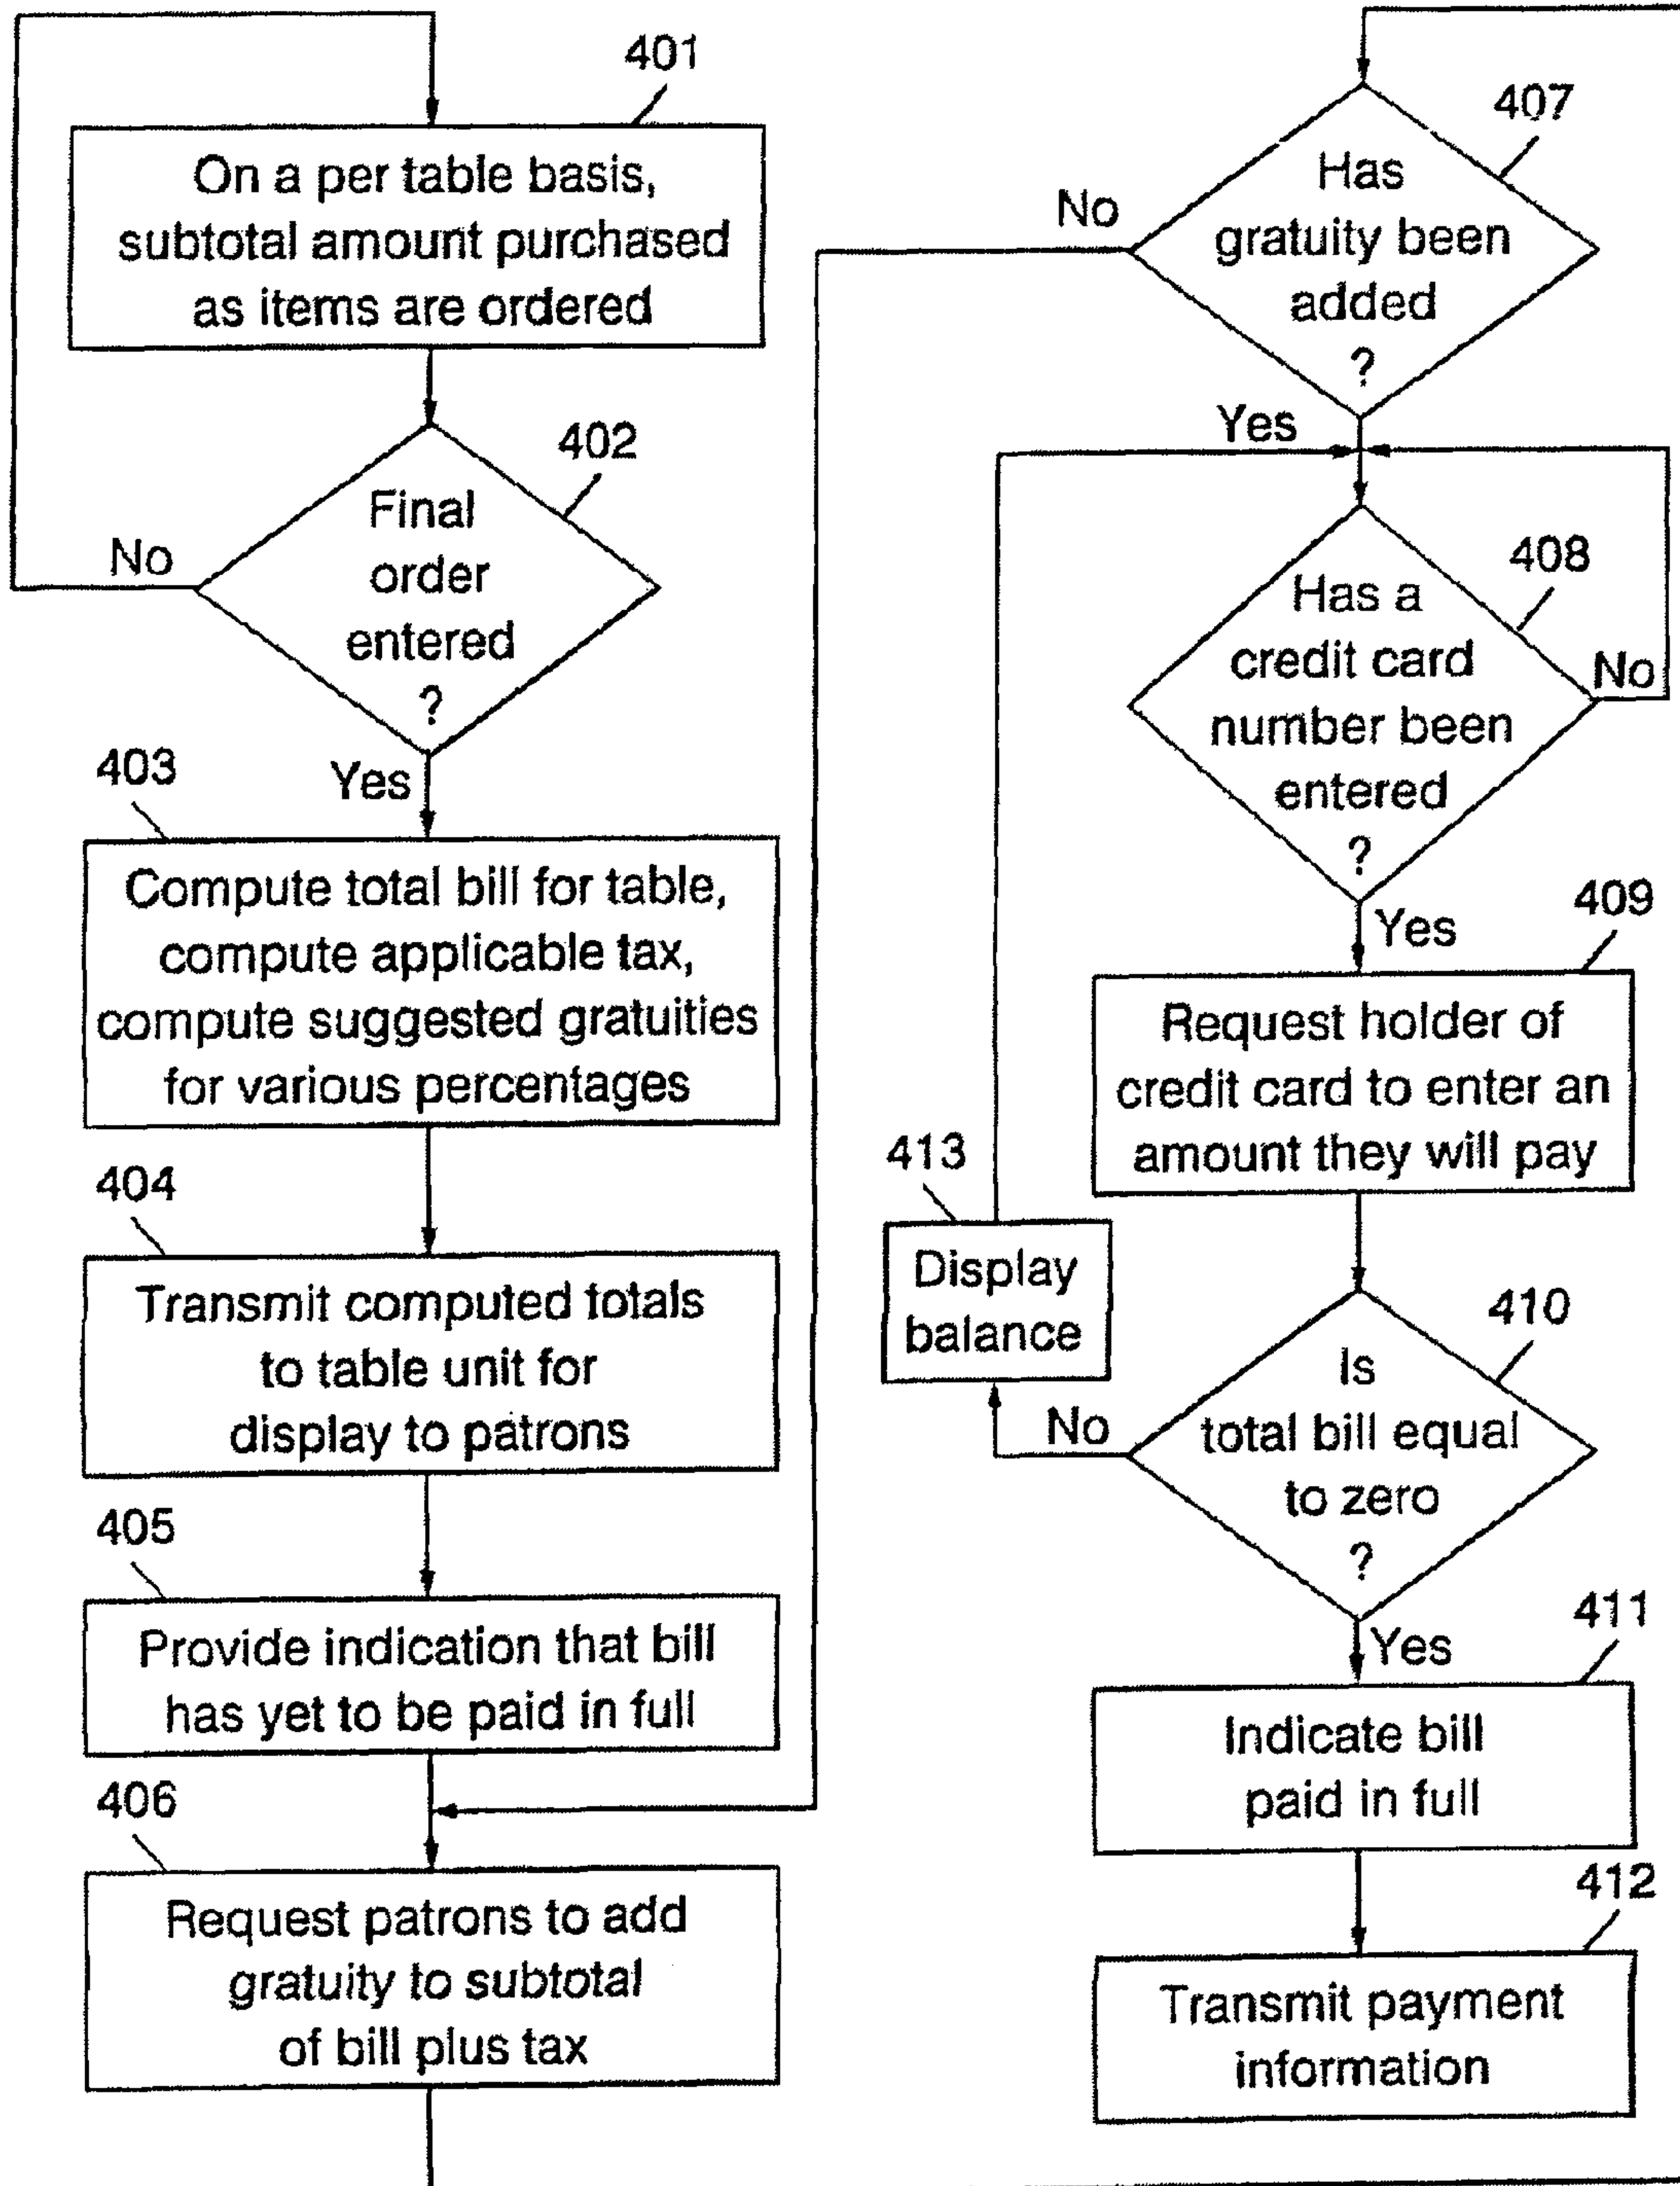 401
On a per table basis,
subtotal amount purchased
as items are ordered
402
Final
order
entered
?
No
Yes
403
Compute total bill for table,
compute applicable tax,
compute suggested gratuities
for various percentages
404
Transmit computed totals
to table unit for
display to patrons
405
Provide indication that bill
has yet to be paid in full
406
Request patrons to add
gratuity to subtotal
of bill plus tax
407
Has
gratuity been
added
?
No
Yes
408
Has a
credit card
number been
entered
?
No
Yes
409
Request holder of
credit card to enter an
amount they will pay
410
Is
total bill equal
to zero
?
No
413
Display
balance
Yes
411
Indicate bill
paid in full
412
Transmit payment
information